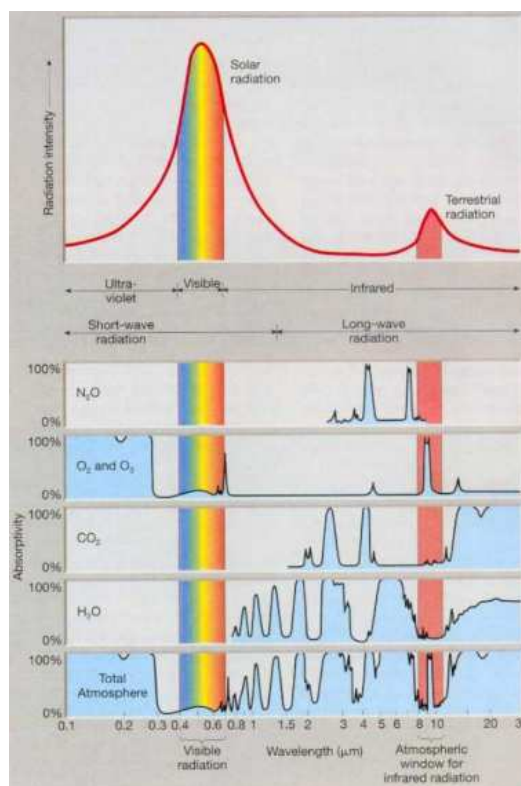 Solar
radiation
Radiation intensity
Terrestrial
radiation
Ultra-
violet
Visible
Infrared
Short-wave
radiation
Long-wave
radiation
100%
N₂O
0%
100%
O₂ and O₃
0%
Absorptivity
100%
CO₂
0%
100%
H₂O
0%
100%
Total
Atmosphere
0%
0.1 0.2 0.3 0.4 0.6 0.8 1 1.5 2 3 4 5 6 8 10 20
Visible
radiation
Wavelength (μm)
Atmospheric
window for
infrared radiation